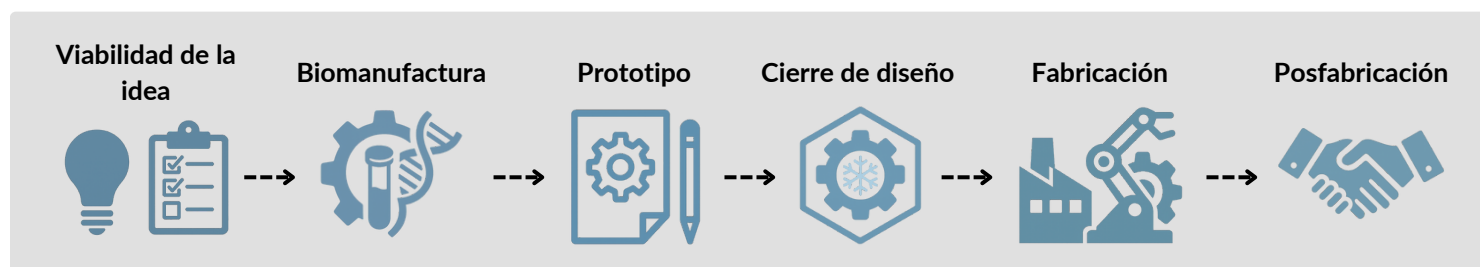 Viabilidad de la
idea
Biomanufactura
Prototipo
Cierre de diseño
Fabricación
Posfabricación